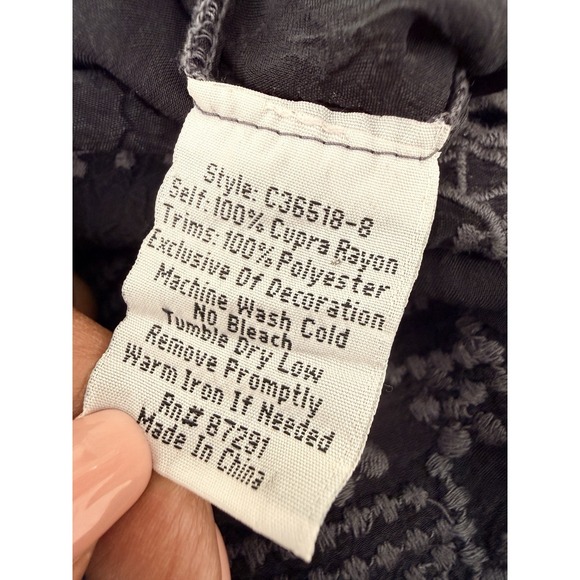 Style: C36518-8
Self:100% Cupra Rayon
Trims:100% Polyester
Exclusive Of Decoration
Machine Wash Cold
No Bleach
Tumble Dry Low
Remove Promptly
Warm Iron If Needed
Rn# 87291
Made In China